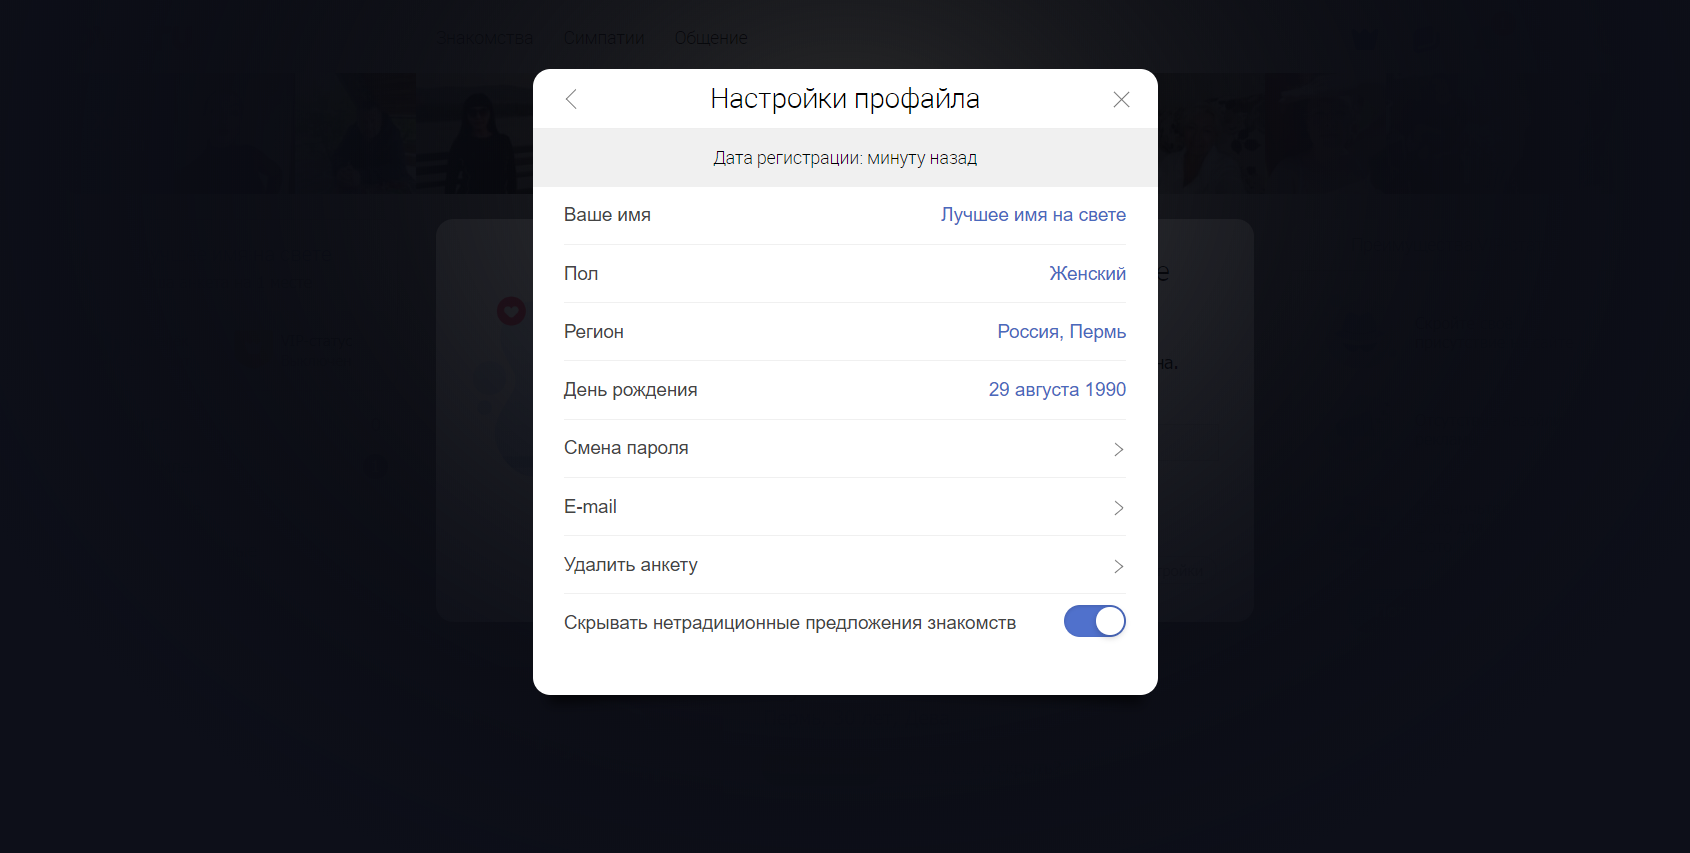 Знакомства Симпатии Общение
Настройки профайла
Дата регистрации: минуту назад
Ваше имя Лучшее имя на свете
Пол Женский
Регион Россия, Пермь
День рождения 29 августа 1990
Смена пароля
E-mail
Удалить анкету
Скрывать нетрадиционные предложения знакомств